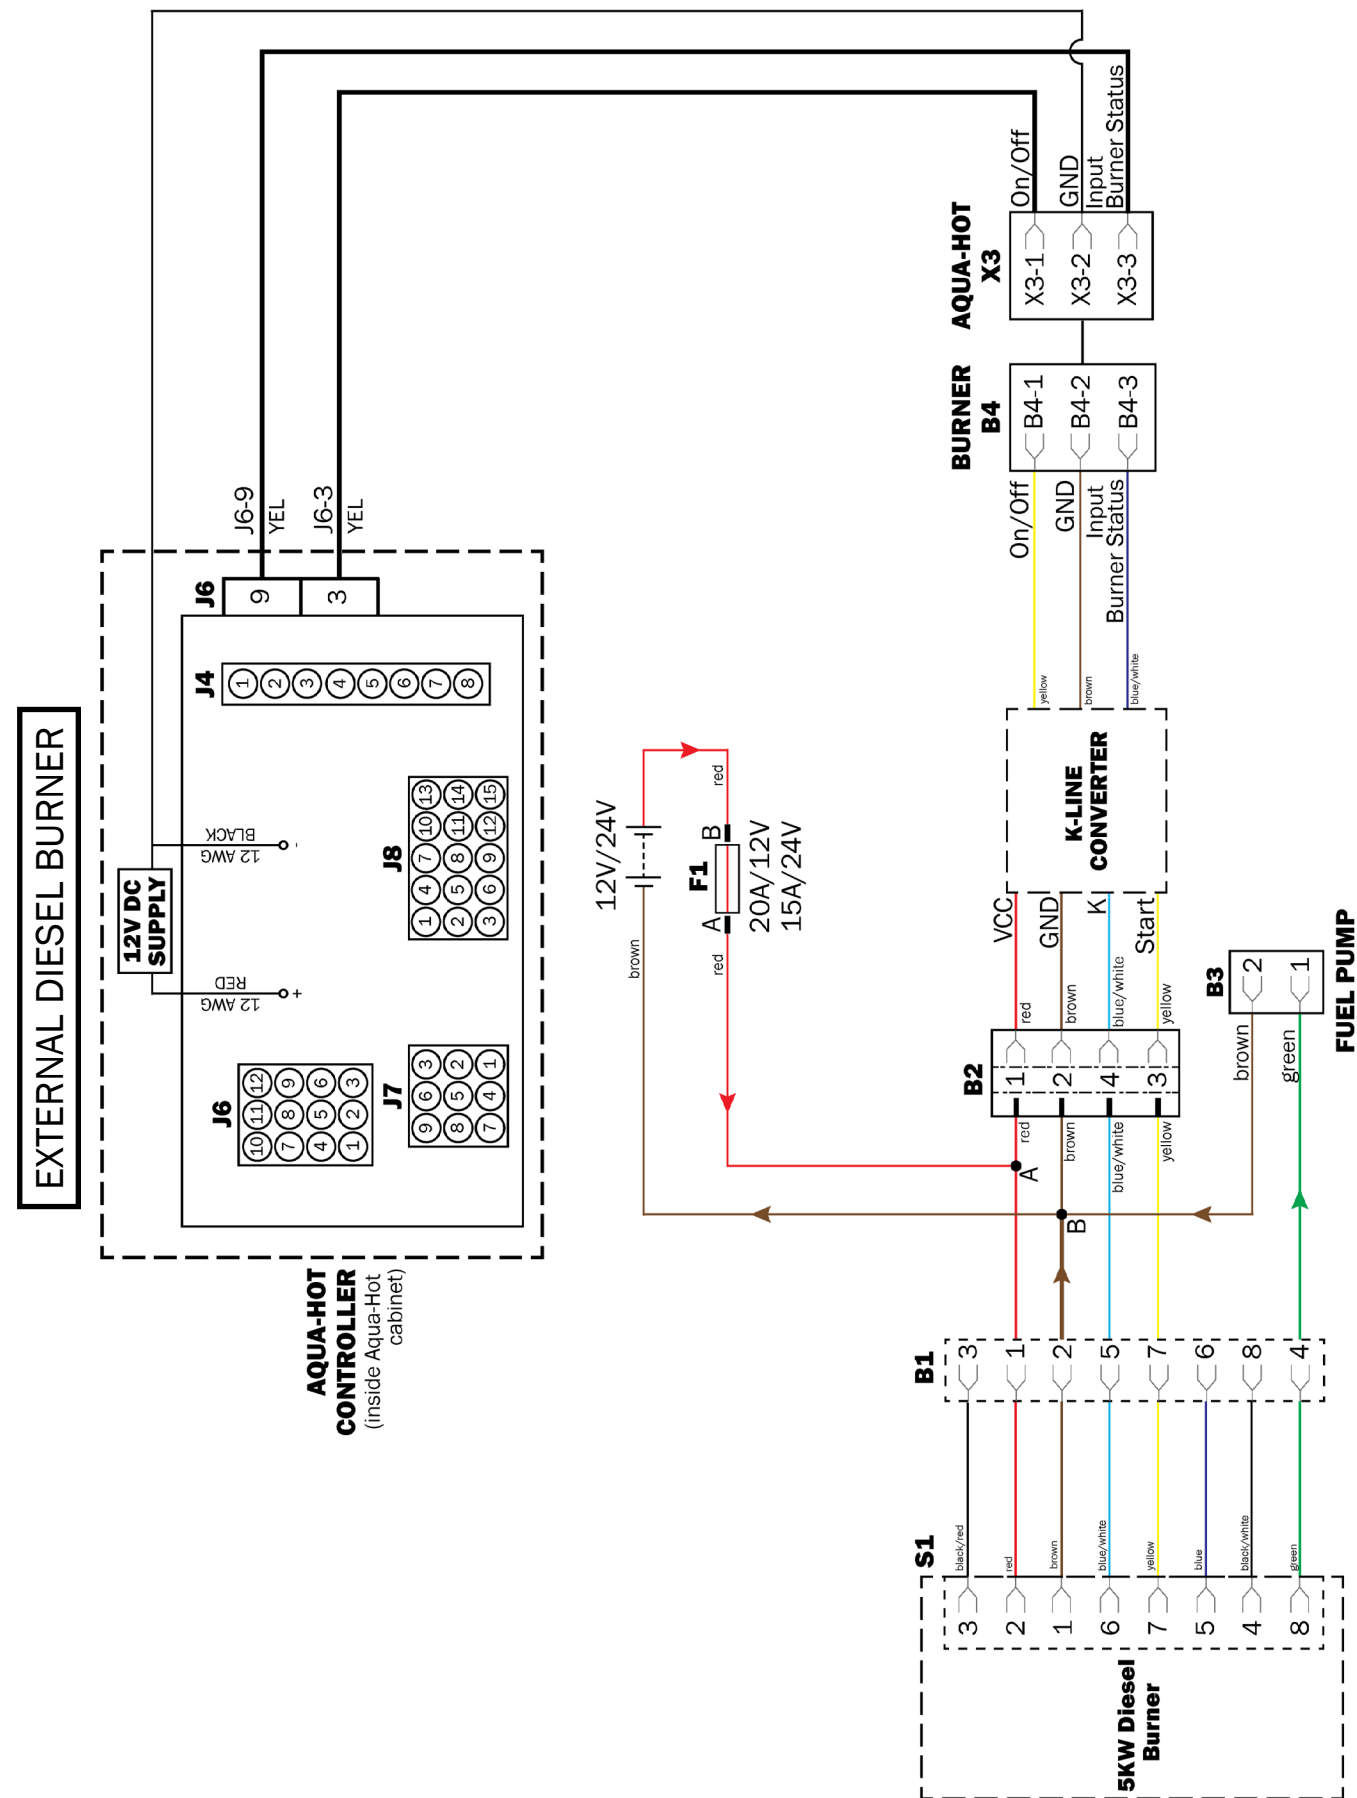 EXTERNAL DIESEL BURNER
AQUA-HOT
CONTROLLER
(inside Aqua-Hot
cabinet)
12V DC
SUPPLY
12 AWG
RED
+
12 AWG
BLACK
-
J6
10 11 12
7 8 9
4 5 6
1 2 3
J7
9 6 3
8 5 2
7 4 1
J8
1 4 7 10 13
2 5 8 11 14
3 6 9 12 15
J4
1
2
3
4
5
6
7
8
J6
9
3
J6-9
YEL
J6-3
YEL
AQUA-HOT
X3
On/Off
GND
Input
Burner Status
X3-1
X3-2
X3-3
BURNER
B4
B4-1
B4-2
B4-3
On/Off
GND
Input
Burner Status
yellow
brown
blue/white
K-LINE
CONVERTER
VCC
GND
K
Start
red
brown
blue/white
yellow
B2
1
2
4
3
red
brown
blue/white
yellow
12V/24V
brown
red
F1
A
B
20A/12V
15A/24V
red
A
B
B3
2
1
FUEL PUMP
brown
green
B1
3
1
2
5
7
6
8
4
S1
black/red
red
brown
blue/white
yellow
blue
black/white
green
3
2
1
6
7
5
4
8
5KW Diesel
Burner